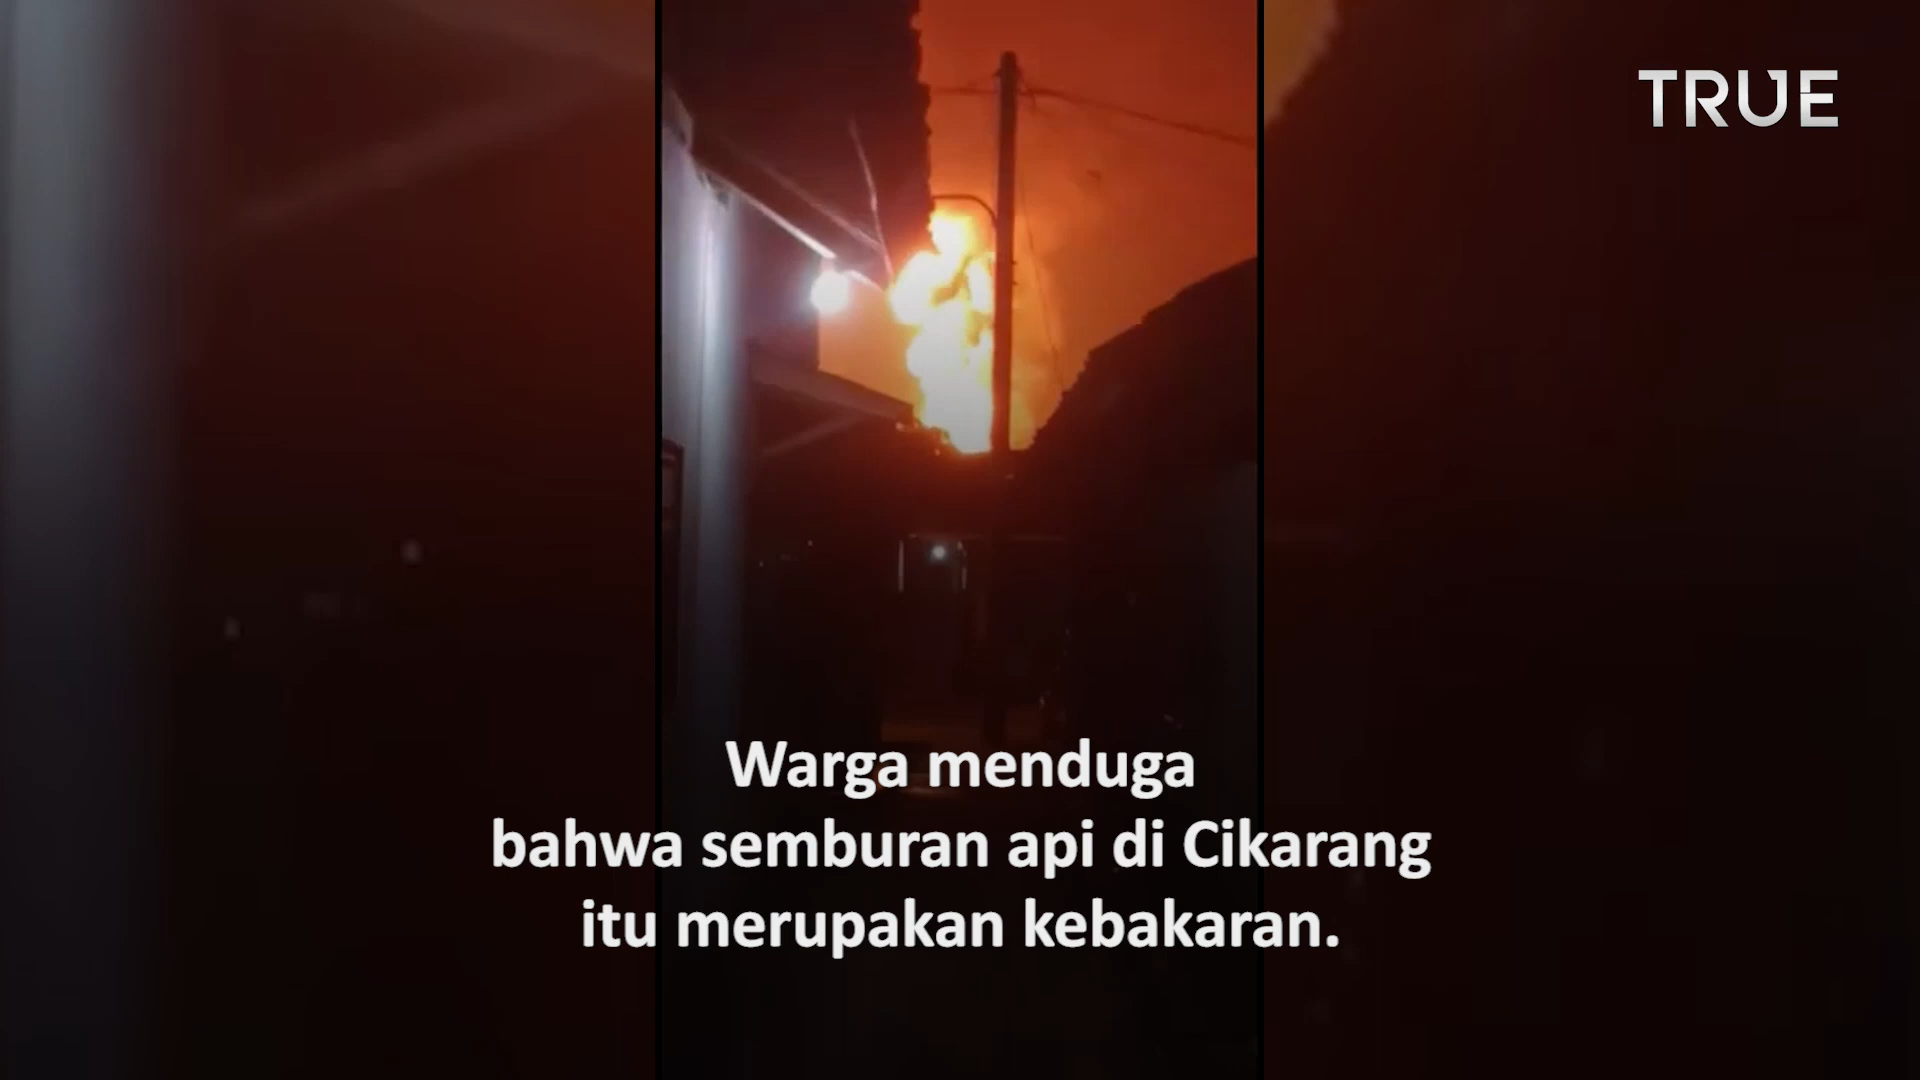 TRUE
Warga menduga
bahwa semburan api di Cikarang
itu merupakan kebakaran.